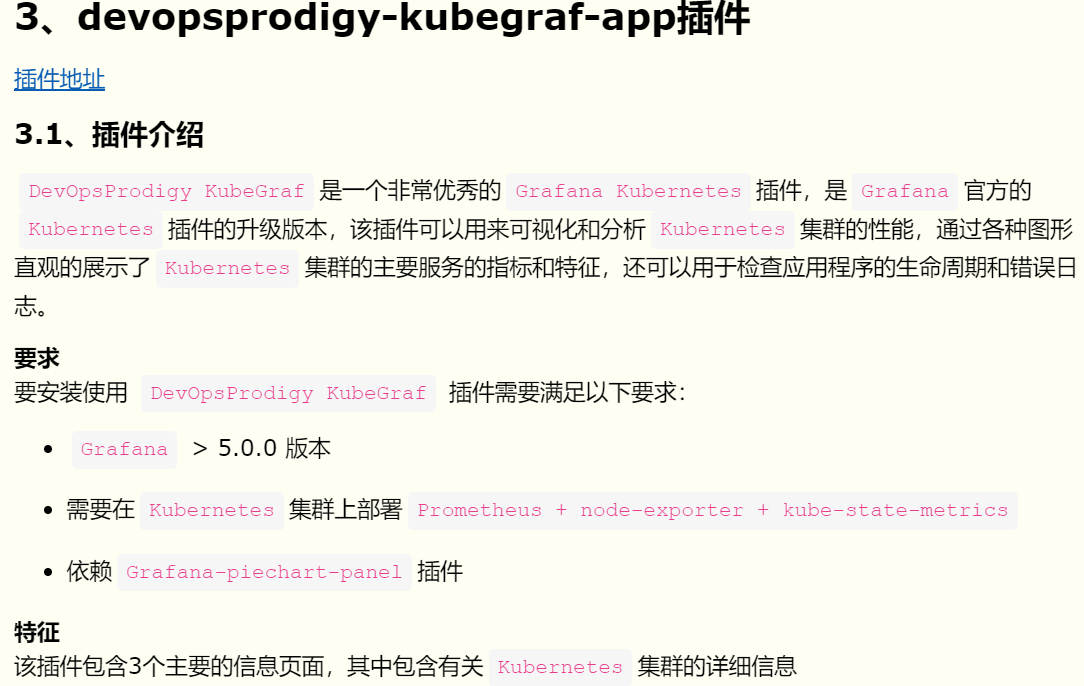 3、devopsprodigy-kubegraf-app插件
插件地址
3.1、插件介绍
DevOpsProdigy KubeGraf 是一个非常优秀的 Grafana Kubernetes 插件，是 Grafana 官方的
Kubernetes 插件的升级版本，该插件可以用来可视化和分析 Kubernetes 集群的性能，通过各种图形
直观的展示了 Kubernetes 集群的主要服务的指标和特征，还可以用于检查应用程序的生命周期和错误日
志。
要求
要安装使用 DevOpsProdigy KubeGraf 插件需要满足以下要求：
• Grafana > 5.0.0 版本
• 需要在 Kubernetes 集群上部署 Prometheus + node-exporter + kube-state-metrics
• 依赖 Grafana-piechart-panel 插件
特征
该插件包含3个主要的信息页面，其中包含有关 Kubernetes 集群的详细信息